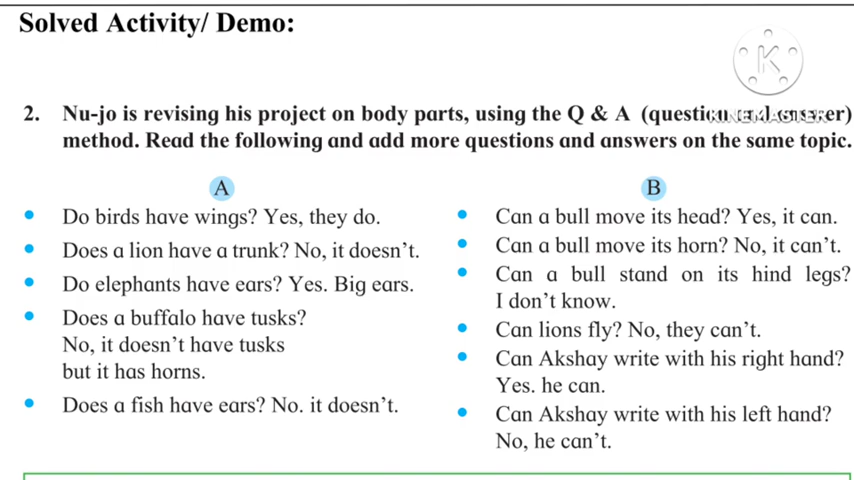 Solved Activity/ Demo:
K
KINEMASTER
2. Nu-jo is revising his project on body parts, using the Q & A (question and answer)
method. Read the following and add more questions and answers on the same topic.
A
• Do birds have wings? Yes, they do.
• Does a lion have a trunk? No, it doesn't.
• Do elephants have ears? Yes. Big ears.
• Does a buffalo have tusks?
No, it doesn't have tusks
but it has horns.
• Does a fish have ears? No. it doesn't.
B
• Can a bull move its head? Yes, it can.
• Can a bull move its horn? No, it can't.
• Can a bull stand on its hind legs?
I don't know.
• Can lions fly? No, they can't.
• Can Akshay write with his right hand?
Yes. he can.
• Can Akshay write with his left hand?
No, he can't.